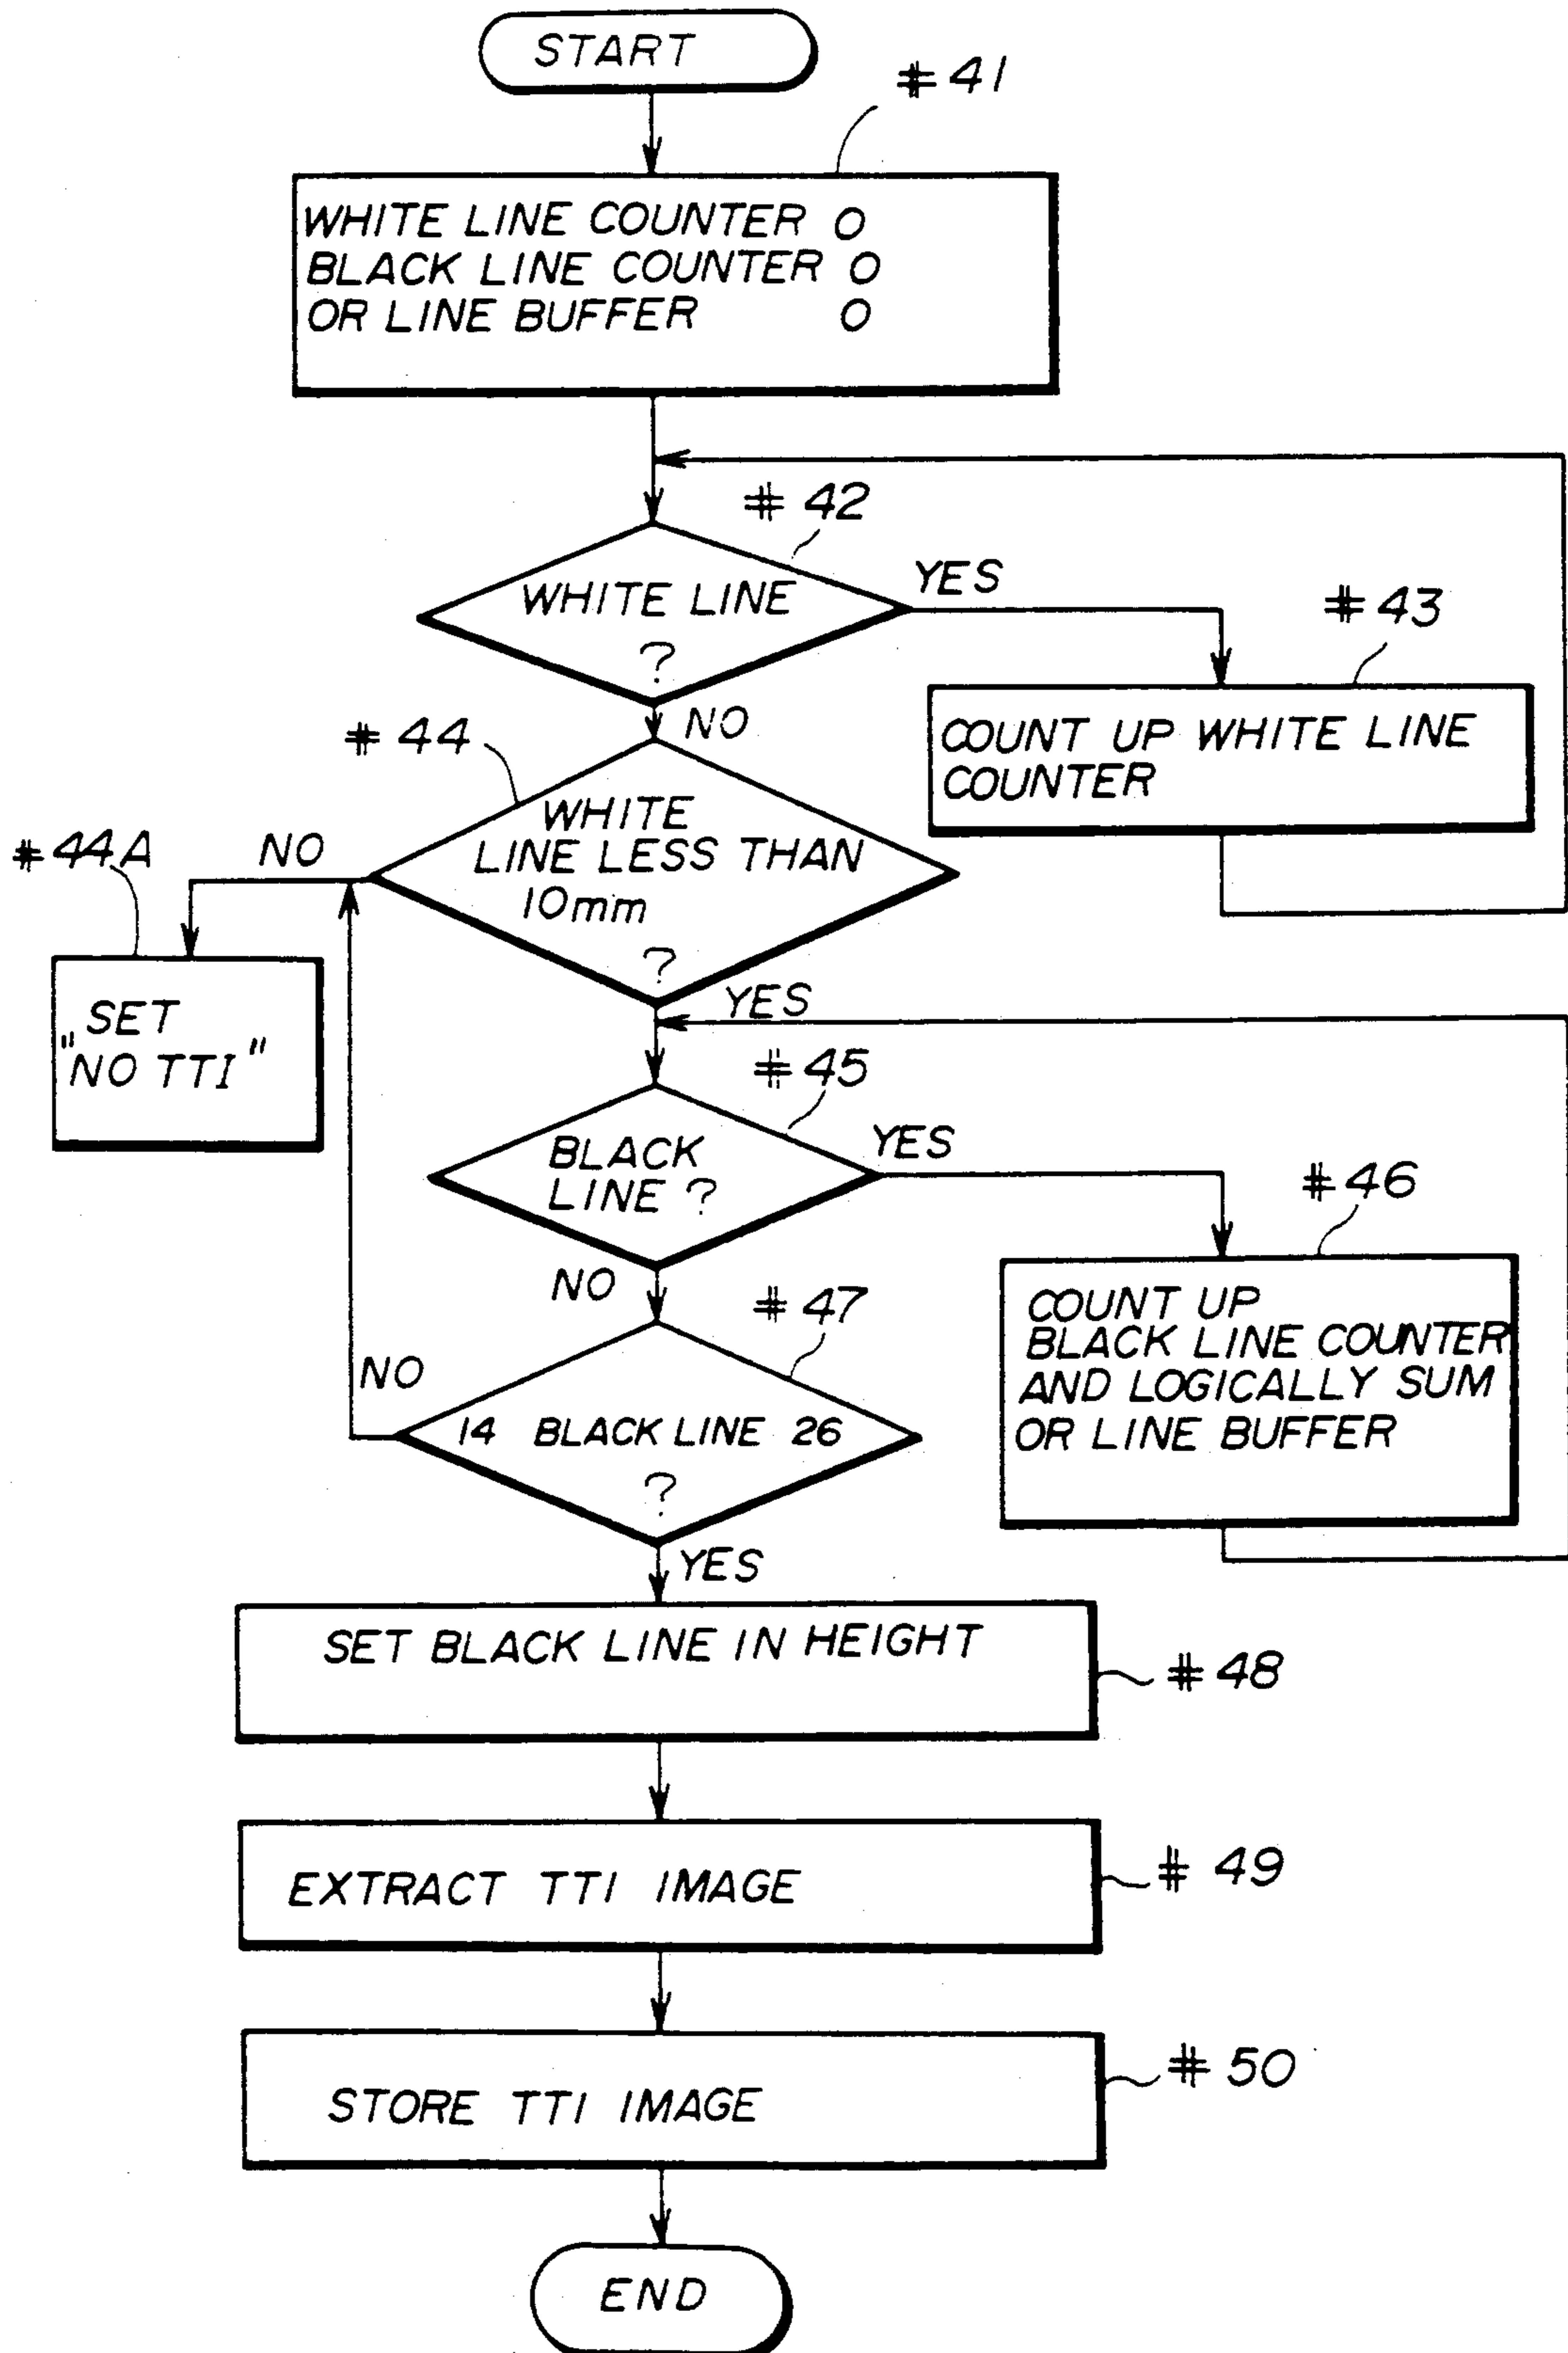 START
# 41
WHITE LINE COUNTER 0
BLACK LINE COUNTER 0
OR LINE BUFFER 0
# 42
WHITE LINE
?
YES
# 43
COUNT UP WHITE LINE
COUNTER
NO
# 44
WHITE
LINE LESS THAN
10mm
?
NO
# 44A
SET
"NO TTI"
YES
# 45
BLACK
LINE ?
YES
# 46
COUNT UP
BLACK LINE COUNTER
AND LOGICALLY SUM
OR LINE BUFFER
NO
# 47
14 BLACK LINE 26
?
NO
YES
SET BLACK LINE IN HEIGHT
# 48
EXTRACT TTI IMAGE
# 49
STORE TTI IMAGE
# 50
END